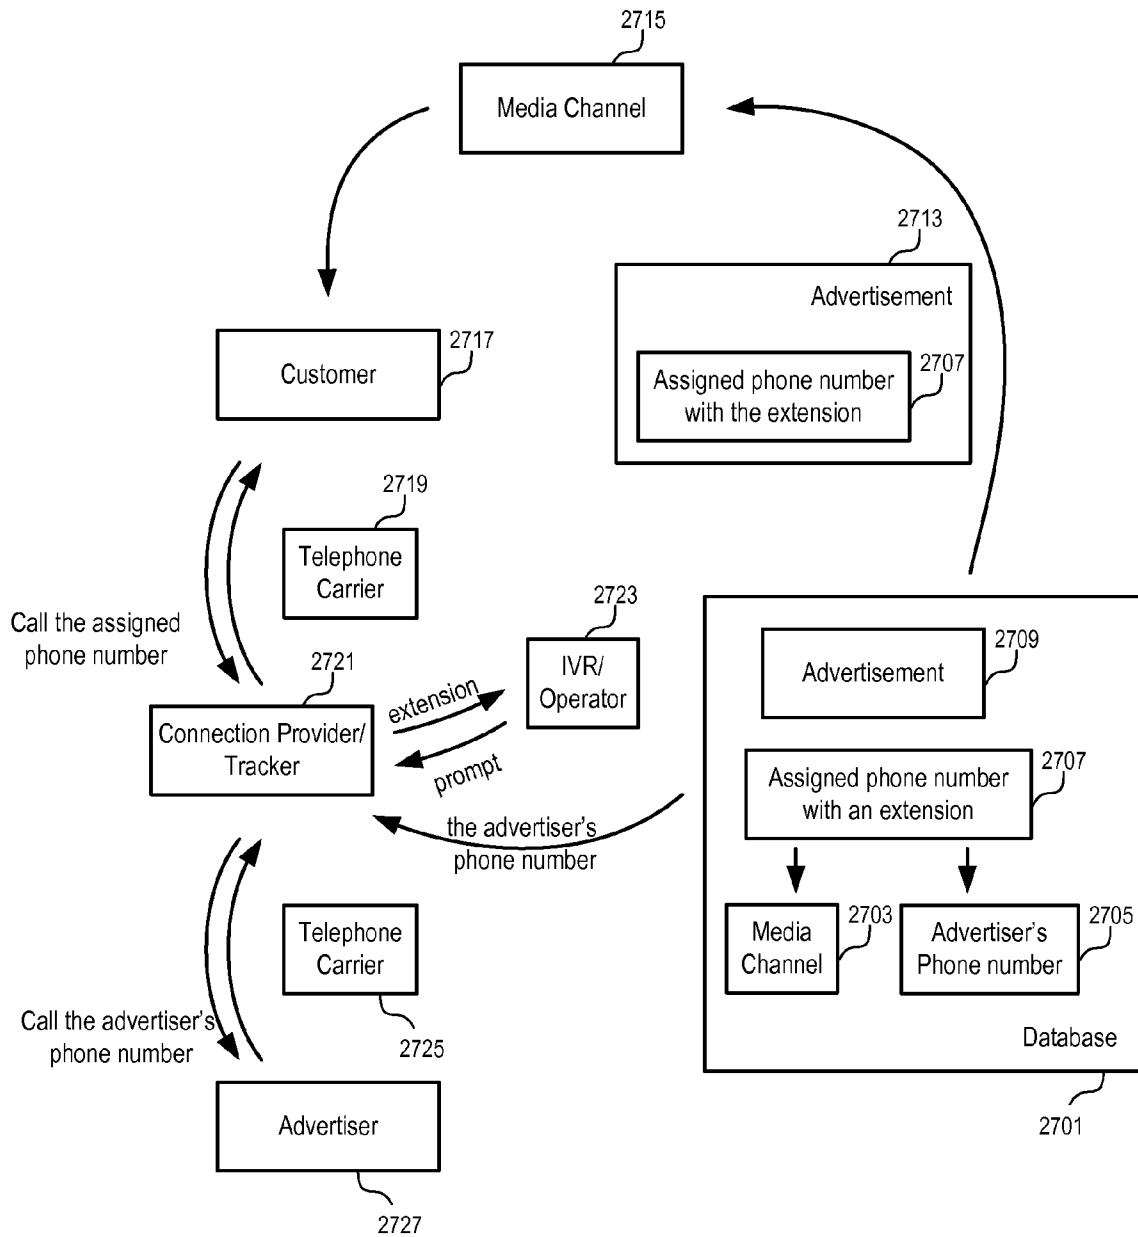 2715
Media Channel
2713
Advertisement
2717
Customer
2707
Assigned phone number
with the extension
2719
Telephone
Carrier
Call the assigned
phone number
2723
IVR/
Operator
2721
Connection Provider/
Tracker
extension
prompt
the advertiser's
phone number
2709
Advertisement
2707
Assigned phone number
with an extension
2703
Media
Channel
2705
Advertiser's
Phone number
Database
2701
Telephone
Carrier
2725
Call the advertiser's
phone number
Advertiser
2727